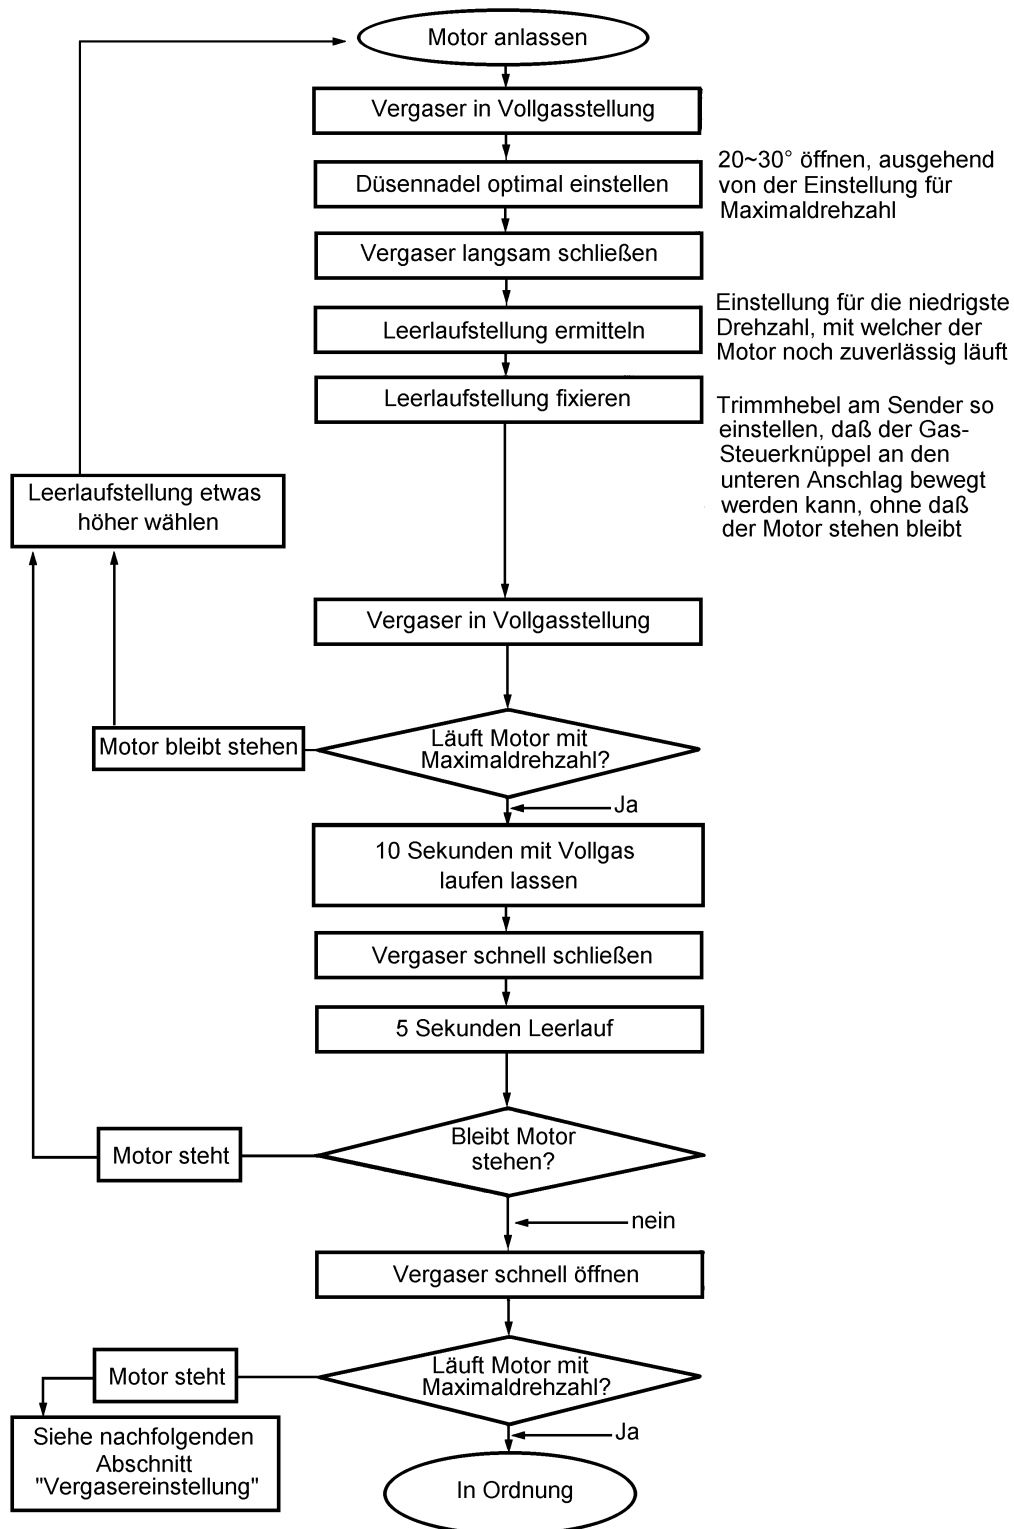 Motor anlassen
Vergaser in Vollgasstellung
Düsennadel optimal einstellen
20~30° öffnen, ausgehend
von der Einstellung für
Maximaldrehzahl
Vergaser langsam schließen
Leerlaufstellung ermitteln
Einstellung für die niedrigste
Drehzahl, mit welcher der
Motor noch zuverlässig läuft
Leerlaufstellung fixieren
Trimmhebel am Sender so
einstellen, daß der Gas-
Steuerknüppel an den
unteren Anschlag bewegt
werden kann, ohne daß
der Motor stehen bleibt
Leerlaufstellung etwas
höher wählen
Vergaser in Vollgasstellung
Läuft Motor mit
Maximaldrehzahl?
Motor bleibt stehen
Ja
10 Sekunden mit Vollgas
laufen lassen
Vergaser schnell schließen
5 Sekunden Leerlauf
Bleibt Motor
stehen?
Motor steht
nein
Vergaser schnell öffnen
Läuft Motor mit
Maximaldrehzahl?
Motor steht
Ja
Siehe nachfolgenden
Abschnitt
"Vergasereinstellung"
In Ordnung